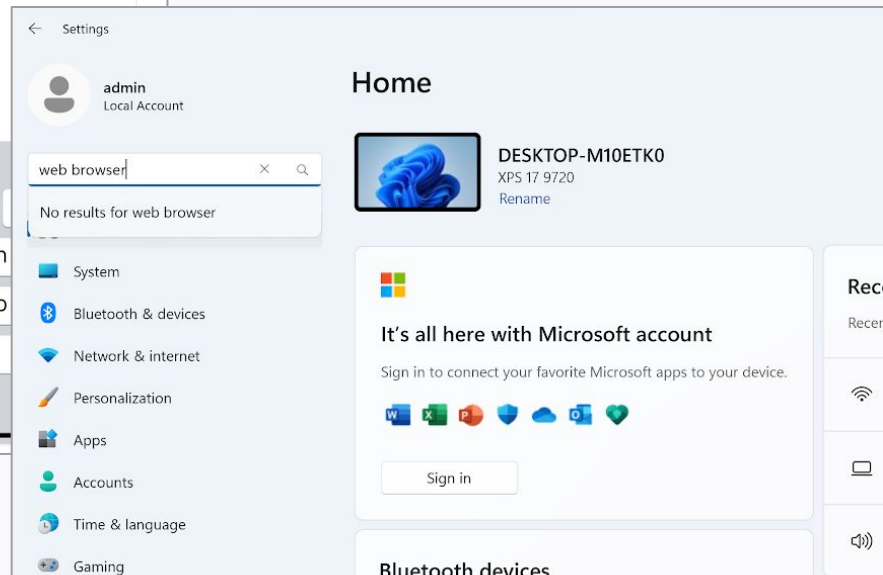 Settings
admin
Local Account
web browser
No results for web browser
System
Bluetooth & devices
Network & internet
Personalization
Apps
Accounts
Time & language
Gaming
Home
DESKTOP-M10ETK0
XPS 17 9720
Rename
It's all here with Microsoft account
Sign in to connect your favorite Microsoft apps to your device.
Sign in
Bluetooth devices